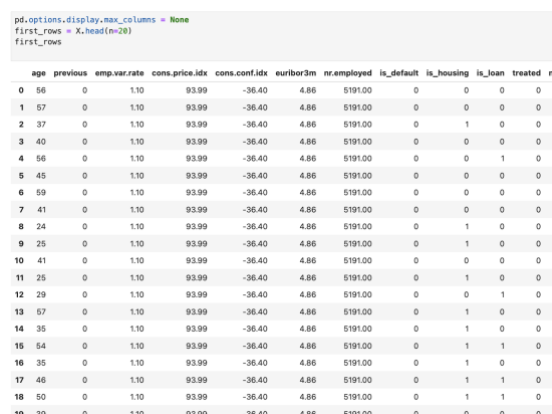 pd.options.display.max_columns = None
first_rows = X.head(n=20)
first_rows
age previous emp.var.rate cons.price.idx cons.conf.idx euribor3m nr.employed is_default is_housing is_loan treated
0 56 0 1.10 93.99 -36.40 4.86 5191.00 0 0 0 0
1 57 0 1.10 93.99 -36.40 4.86 5191.00 0 0 0 0
2 37 0 1.10 93.99 -36.40 4.86 5191.00 0 1 0 0
3 40 0 1.10 93.99 -36.40 4.86 5191.00 0 0 0 0
4 56 0 1.10 93.99 -36.40 4.86 5191.00 0 0 1 0
5 45 0 1.10 93.99 -36.40 4.86 5191.00 0 0 0 0
6 59 0 1.10 93.99 -36.40 4.86 5191.00 0 0 0 0
7 41 0 1.10 93.99 -36.40 4.86 5191.00 0 0 0 0
8 24 0 1.10 93.99 -36.40 4.86 5191.00 0 1 0 0
9 25 0 1.10 93.99 -36.40 4.86 5191.00 0 1 0 0
10 41 0 1.10 93.99 -36.40 4.86 5191.00 0 0 0 0
11 25 0 1.10 93.99 -36.40 4.86 5191.00 0 1 0 0
12 29 0 1.10 93.99 -36.40 4.86 5191.00 0 0 1 0
13 57 0 1.10 93.99 -36.40 4.86 5191.00 0 1 0 0
14 35 0 1.10 93.99 -36.40 4.86 5191.00 0 1 0 0
15 54 0 1.10 93.99 -36.40 4.86 5191.00 0 1 1 0
16 35 0 1.10 93.99 -36.40 4.86 5191.00 0 1 0 0
17 46 0 1.10 93.99 -36.40 4.86 5191.00 0 1 1 0
18 50 0 1.10 93.99 -36.40 4.86 5191.00 0 1 1 0